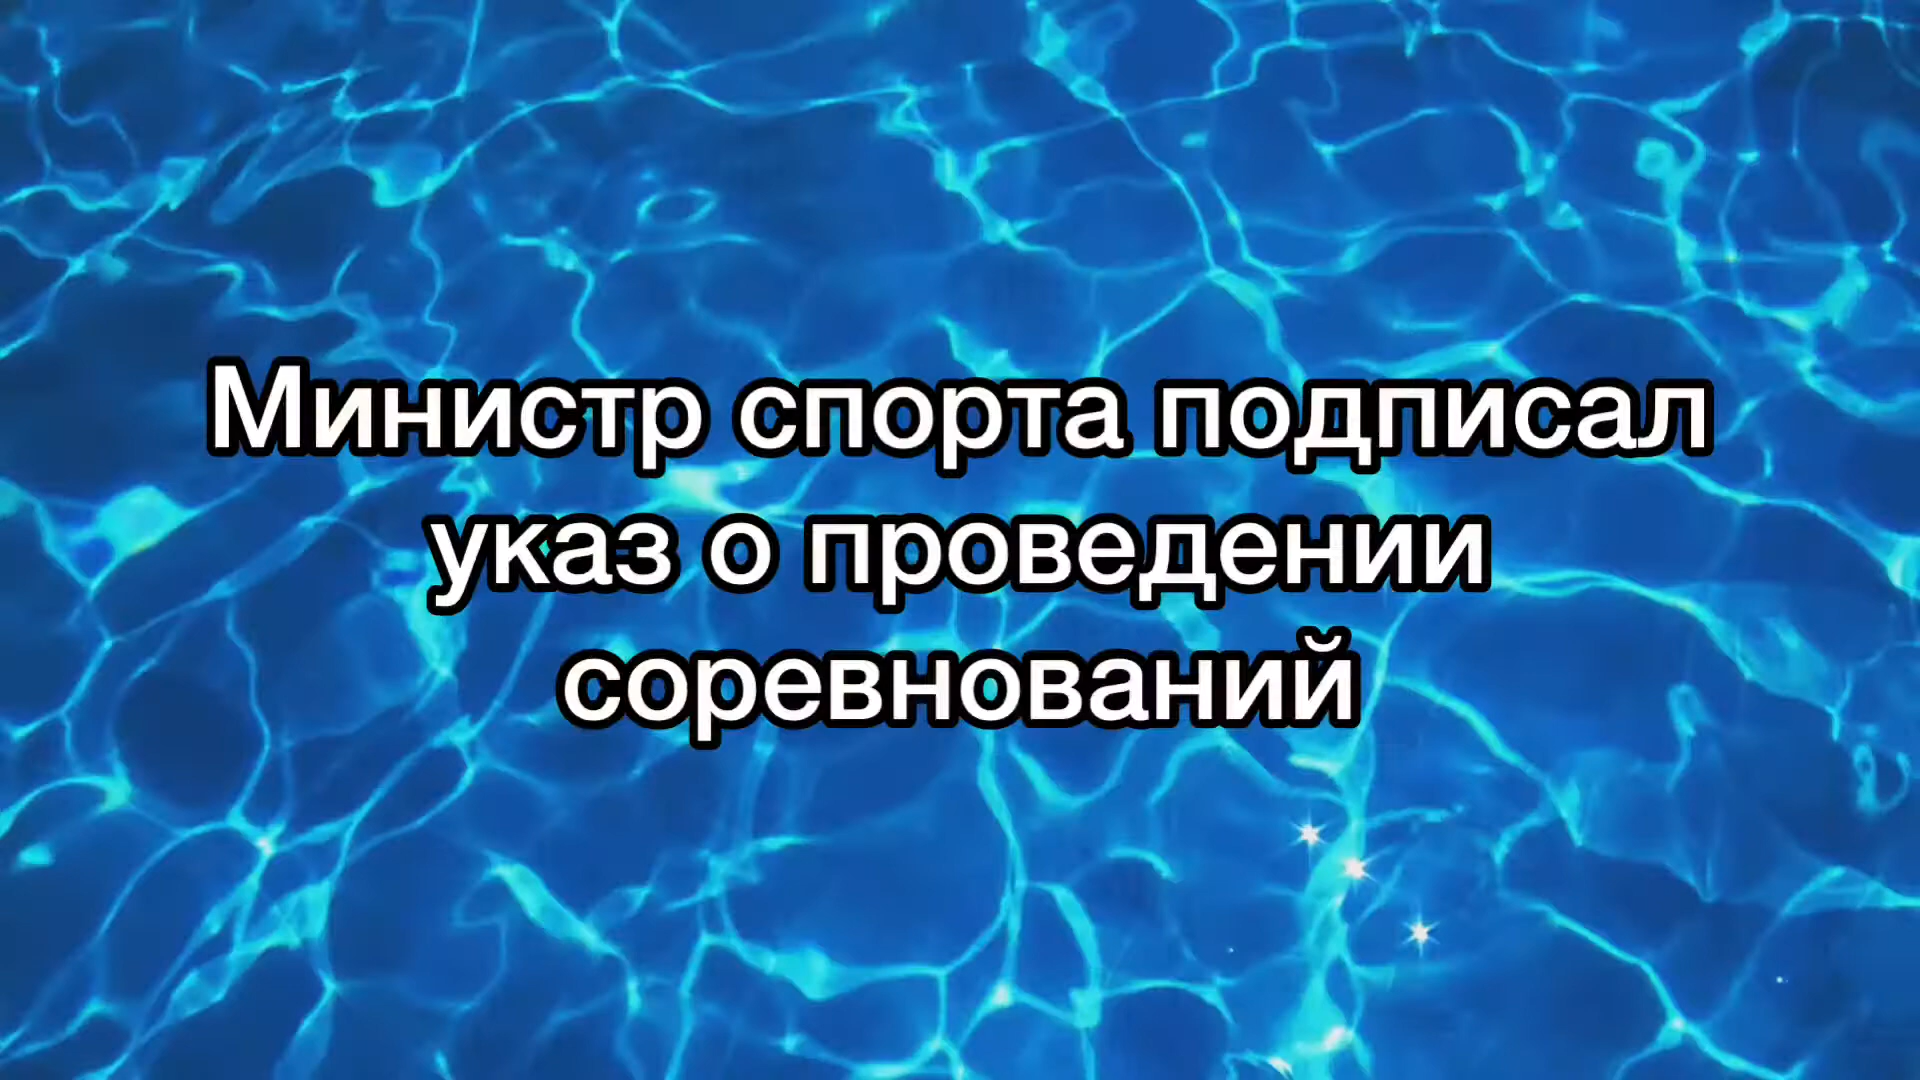 Министр спорта подписал
указ о проведении
соревнований